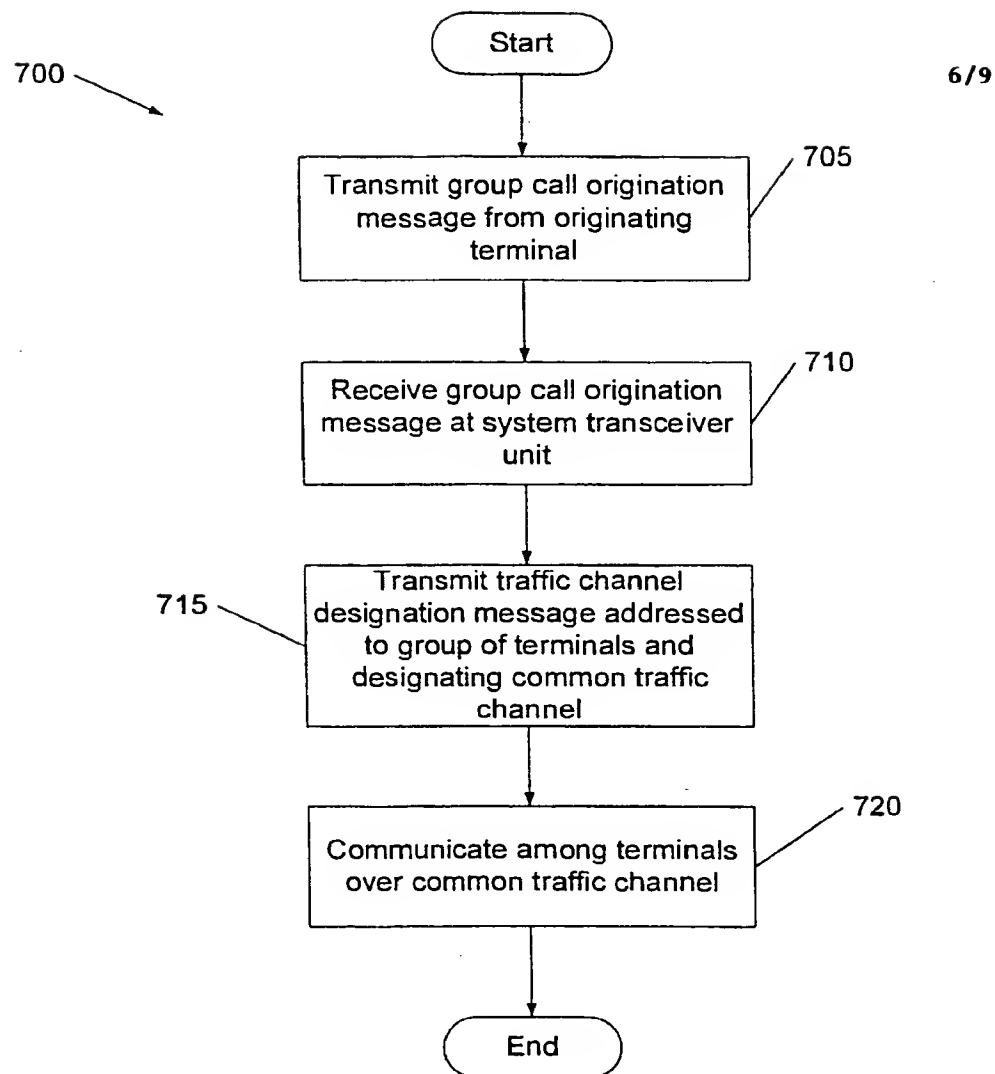 Start
700
6/9
705
Transmit group call origination
message from originating
terminal
710
Receive group call origination
message at system transceiver
unit
715
Transmit traffic channel
designation message addressed
to group of terminals and
designating common traffic
channel
720
Communicate among terminals
over common traffic channel
End